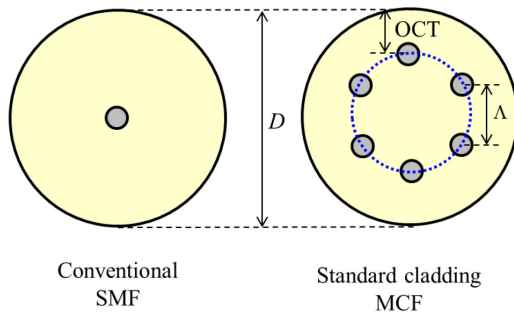 OCT
D
Λ
Conventional
SMF
Standard cladding
MCF